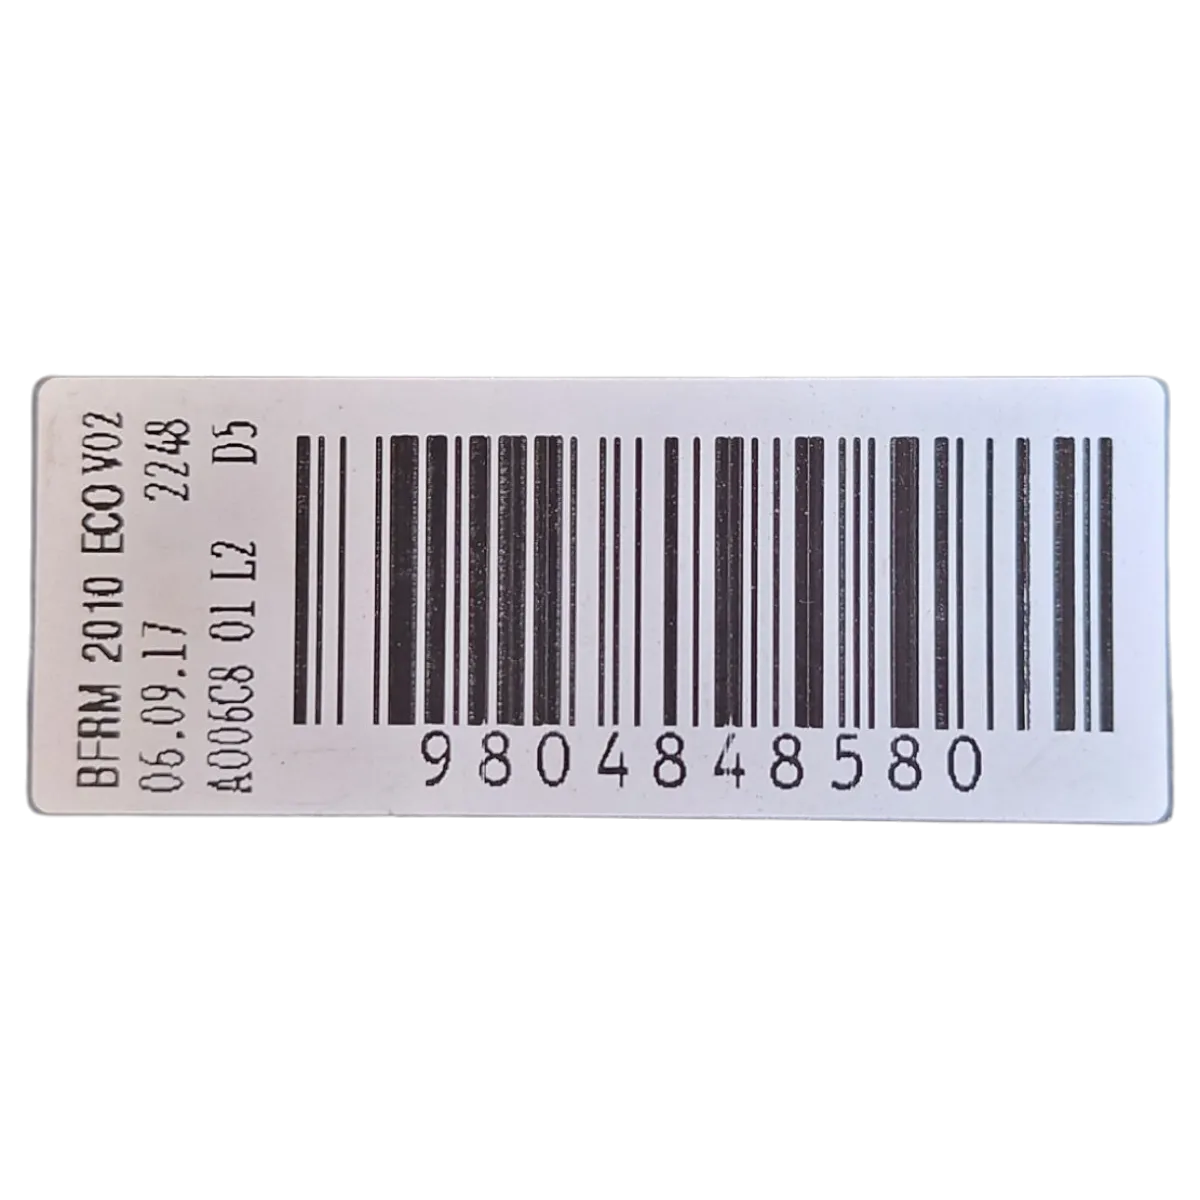 BFRM 2010 ECO V02
06.09.17 2248
A006C8 01 L2 D5
9804848580